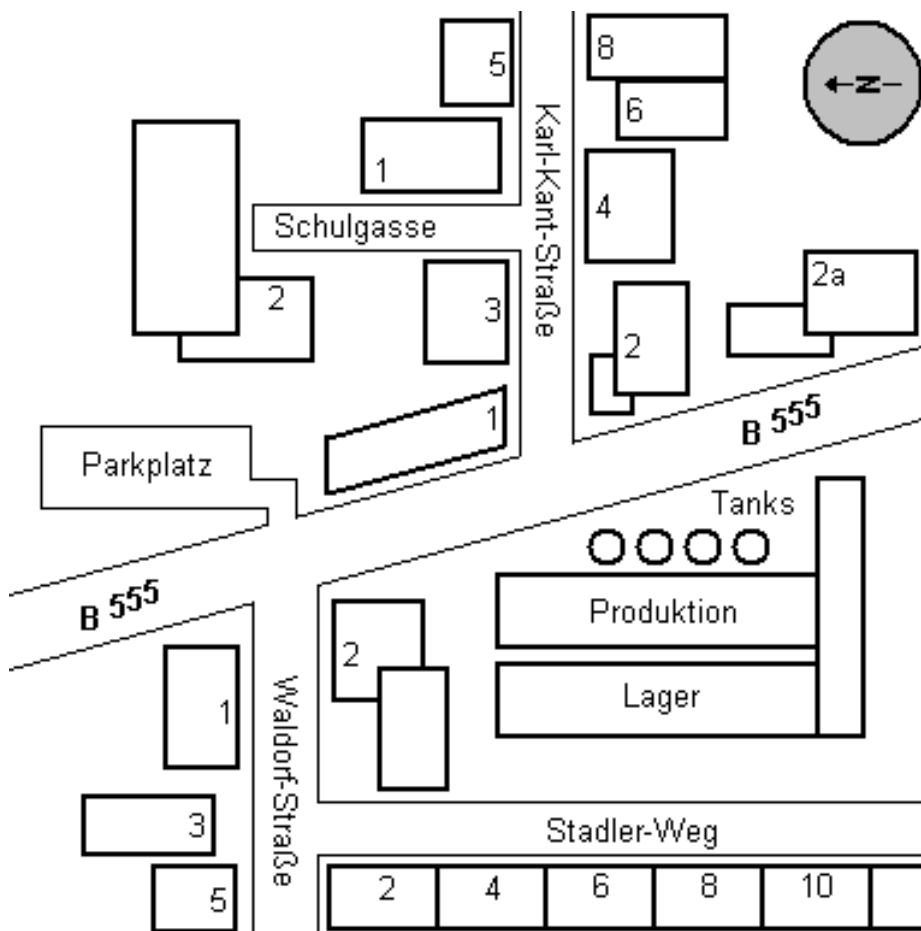 5
8
N
6
Karl-Kant-Straße
1
4
Schulgasse
2a
2
3
2
1
B 555
Parkplatz
Tanks
B 555
Produktion
2
Lager
1
Waldorf-Straße
3
Stadler-Weg
5
2
4
6
8
10